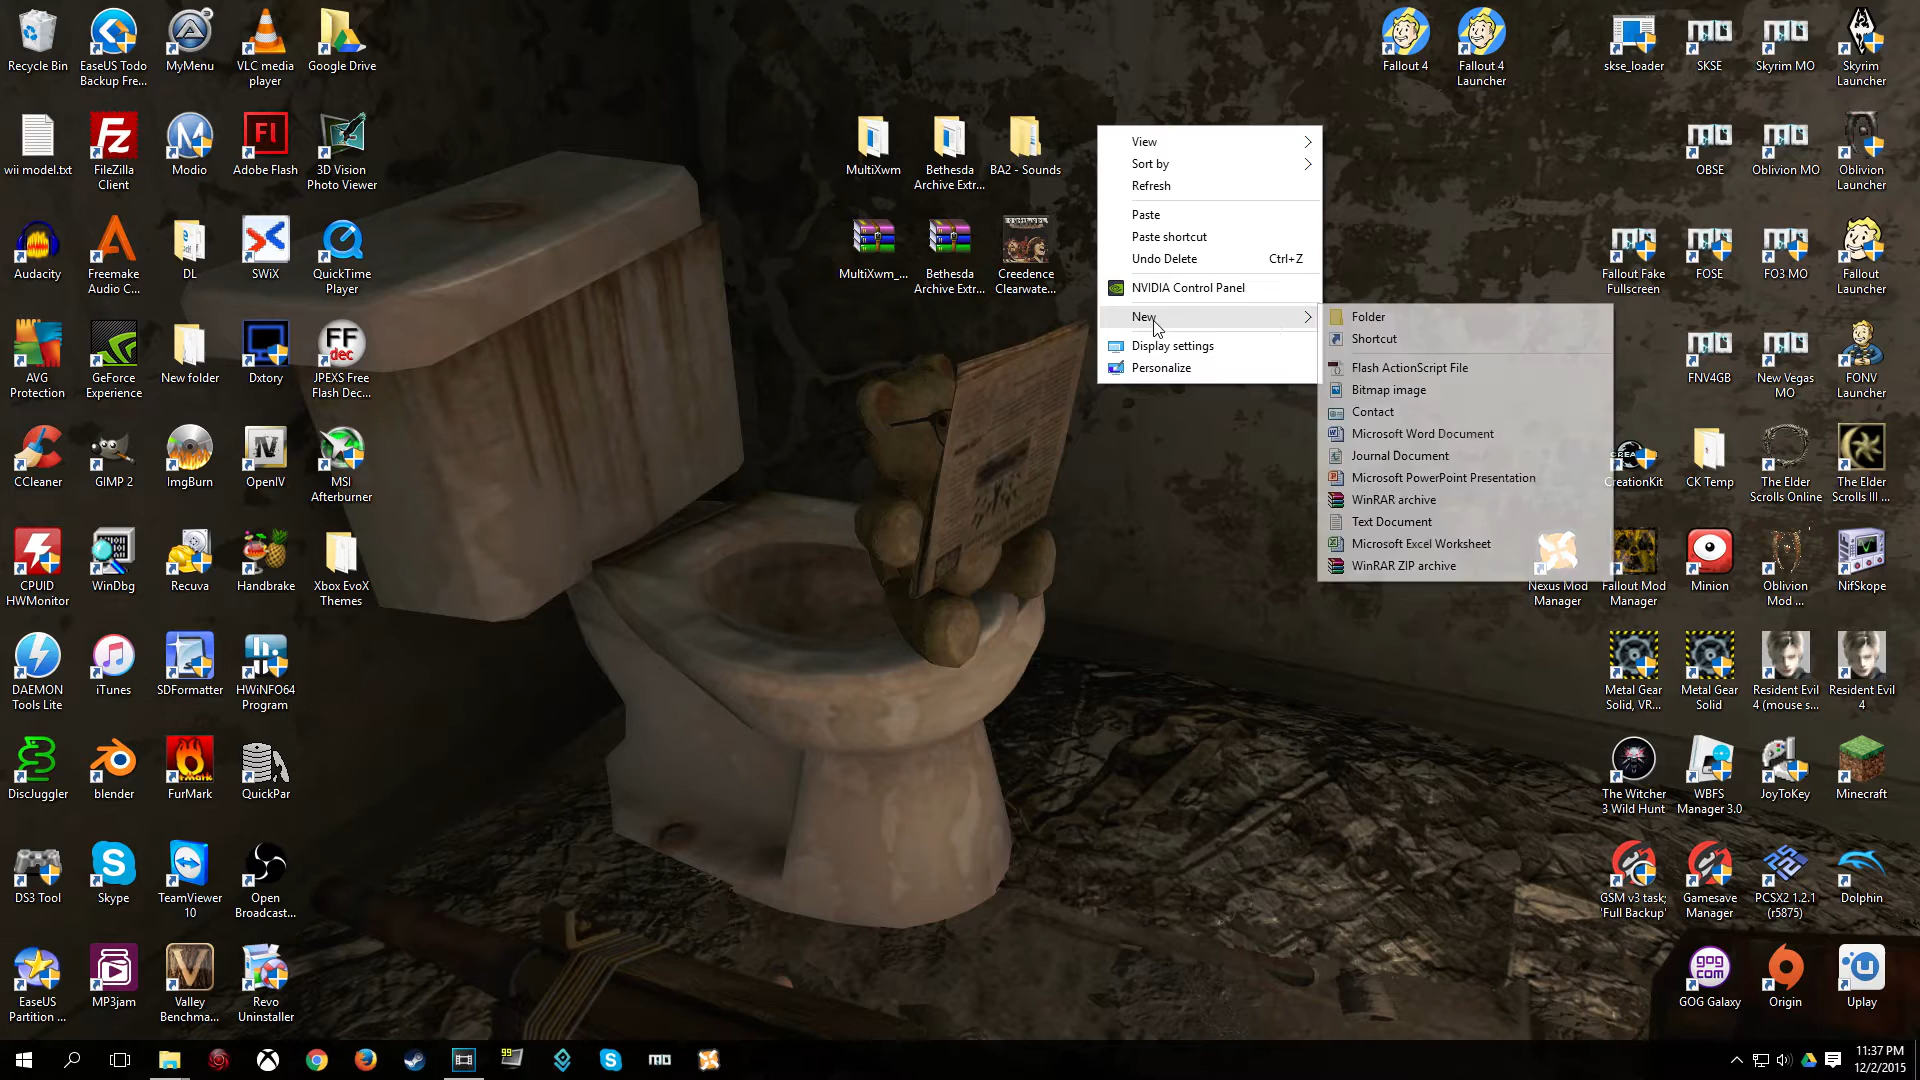 Recycle Bin
EaseUS Todo
Backup Fre...
MyMenu
VLC media
player
Google Drive
Fallout 4
Fallout 4
Launcher
skse_loader
SKSE
Skyrim MO
Skyrim
Launcher
wii model.txt
FileZilla
Client
Modio
Adobe Flash
3D Vision
Photo Viewer
MultiXwm
Bethesda
Archive Extr...
BA2 - Sounds
OBSE
Oblivion MO
Oblivion
Launcher
Audacity
Freemake
Audio C...
DL
SWiX
QuickTime
Player
MultiXwm_...
Bethesda
Archive Extr...
Creedence
Clearwate...
Fallout Fake
Fullscreen
FOSE
FO3 MO
Fallout
Launcher
AVG
Protection
GeForce
Experience
New folder
Dxtory
JPEXS Free
Flash Dec...
FNV4GB
New Vegas
MO
FONV
Launcher
CCleaner
GIMP 2
ImgBurn
OpenIV
MSI
Afterburner
CreationKit
CK Temp
The Elder
Scrolls Online
The Elder
Scrolls III ...
CPUID
HWMonitor
WinDbg
Recuva
Handbrake
Xbox EvoX
Themes
Nexus Mod
Manager
Fallout Mod
Manager
Minion
Oblivion
Mod ...
NifSkope
DAEMON
Tools Lite
iTunes
SDFormatter
HWiNFO64
Program
Metal Gear
Solid, VR...
Metal Gear
Solid
Resident Evil
4 (mouse s...
Resident Evil
4
DiscJuggler
blender
FurMark
QuickPar
The Witcher
3 Wild Hunt
WBFS
Manager 3.0
JoyToKey
Minecraft
DS3 Tool
Skype
TeamViewer
10
Open
Broadcast...
GSM v3 task;
'Full Backup'
Gamesave
Manager
PCSX2 1.2.1
(r5875)
Dolphin
EaseUS
Partition ...
MP3jam
Valley
Benchma...
Revo
Uninstaller
GOG Galaxy
Origin
Uplay
View
Sort by
Refresh
Paste
Paste shortcut
Undo Delete Ctrl+Z
NVIDIA Control Panel
New
Display settings
Personalize
Folder
Shortcut
Flash ActionScript File
Bitmap image
Contact
Microsoft Word Document
Journal Document
Microsoft PowerPoint Presentation
WinRAR archive
Text Document
Microsoft Excel Worksheet
WinRAR ZIP archive
11:37 PM
12/2/2015